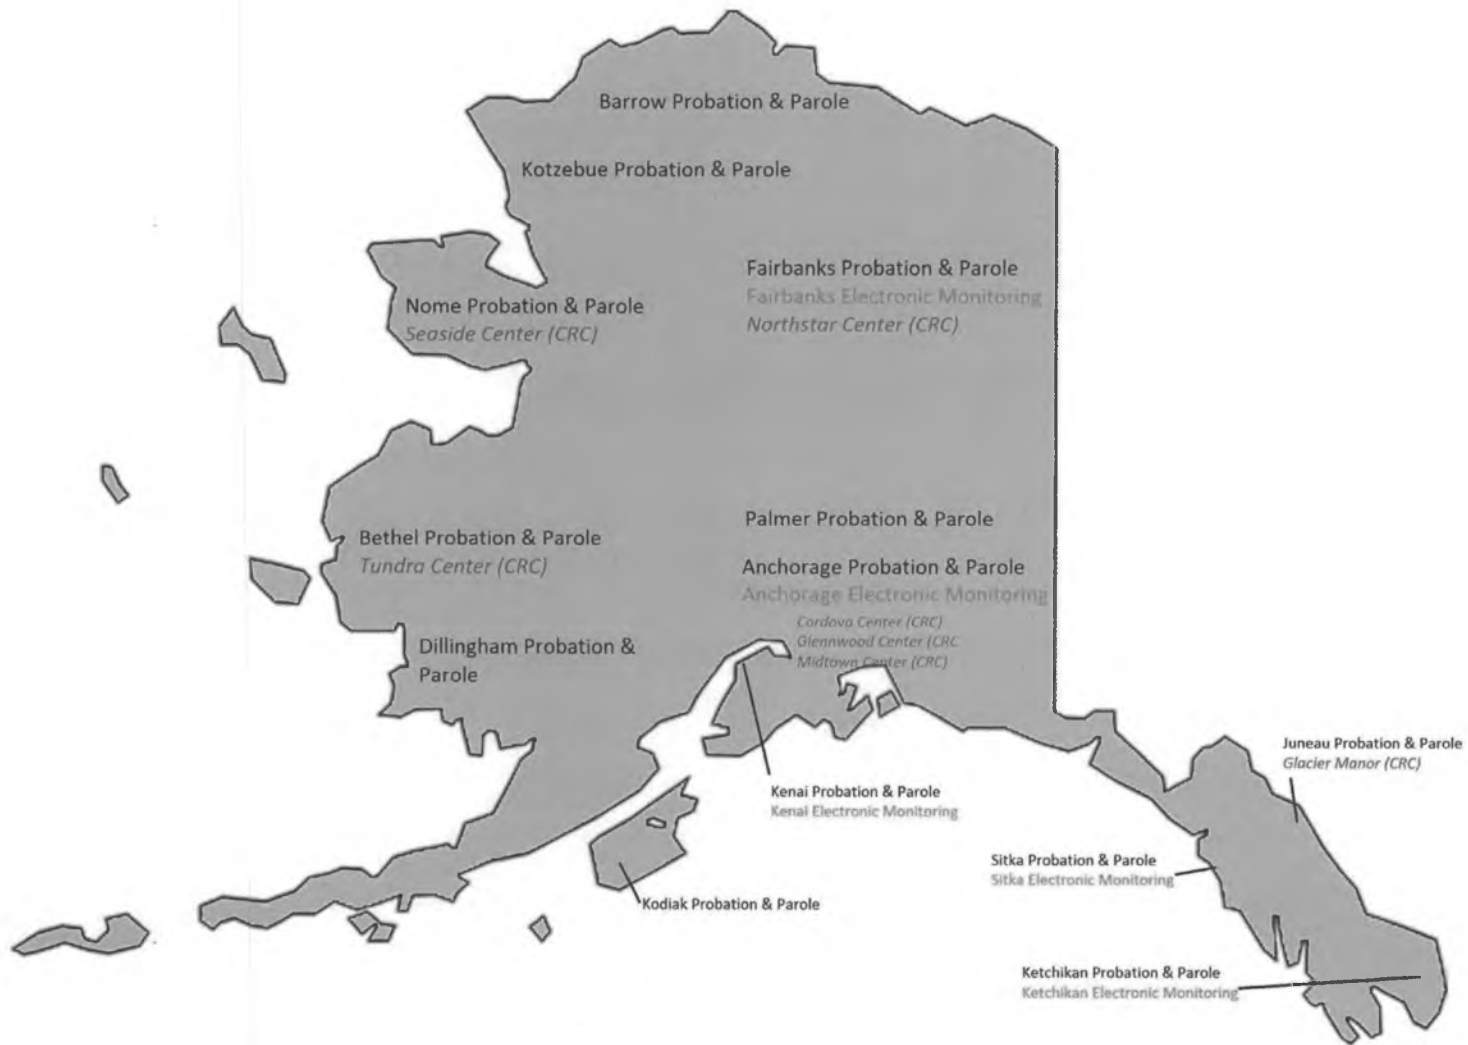 Barrow Probation & Parole
Kotzebue Probation & Parole
Fairbanks Probation & Parole
Fairbanks Electronic Monitoring
Northstar Center (CRC)
Nome Probation & Parole
Seaside Center (CRC)
Palmer Probation & Parole
Bethel Probation & Parole
Tundra Center (CRC)
Anchorage Probation & Parole
Anchorage Electronic Monitoring
Cordova Center (CRC)
Glennwood Center (CRC
Midtown Center (CRC)
Dillingham Probation &
Parole
Juneau Probation & Parole
Glacier Manor (CRC)
Kenai Probation & Parole
Kenai Electronic Monitoring
Sitka Probation & Parole
Sitka Electronic Monitoring
Kodiak Probation & Parole
Ketchikan Probation & Parole
Ketchikan Electronic Monitoring